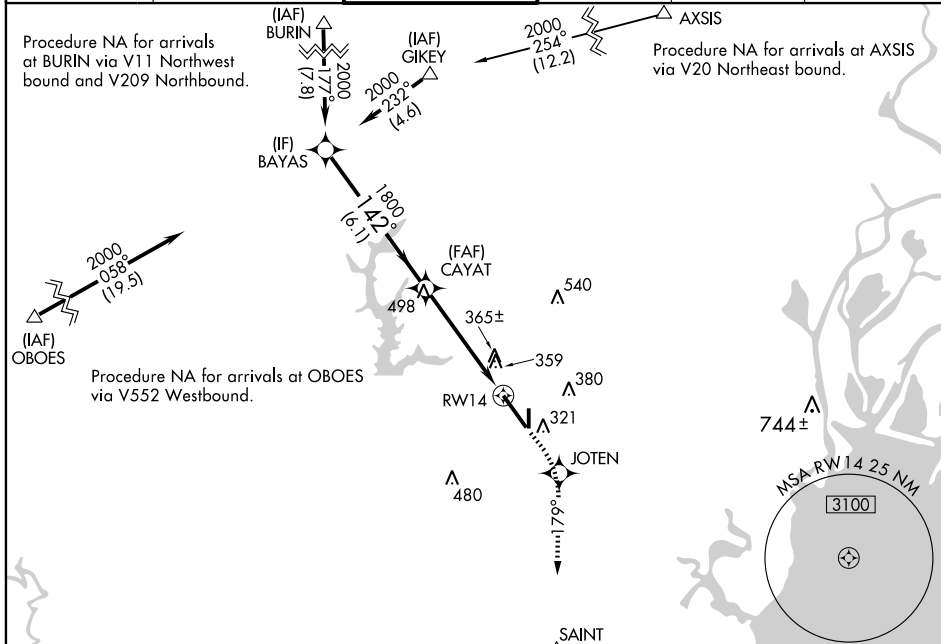 (IAF)
BURIN
Procedure NA for arrivals
at BURIN via V11 Northwest
bound and V209 Northbound.
2000
177°
(7.8)
(IAF)
GIKEY
2000
232°
(4.6)
AXSIS
2000
254°
(12.2)
Procedure NA for arrivals at AXSIS
via V20 Northeast bound.
(IF)
BAYAS
1800
142°
(6.1)
2000
058°
(19.5)
(IAF)
OBOES
(FAF)
CAYAT
498
540
365±
359
Procedure NA for arrivals at OBOES
via V552 Westbound.
RW14
380
321
744±
JOTEN
480
179°
MSA RW14 25 NM
3100
SAINT